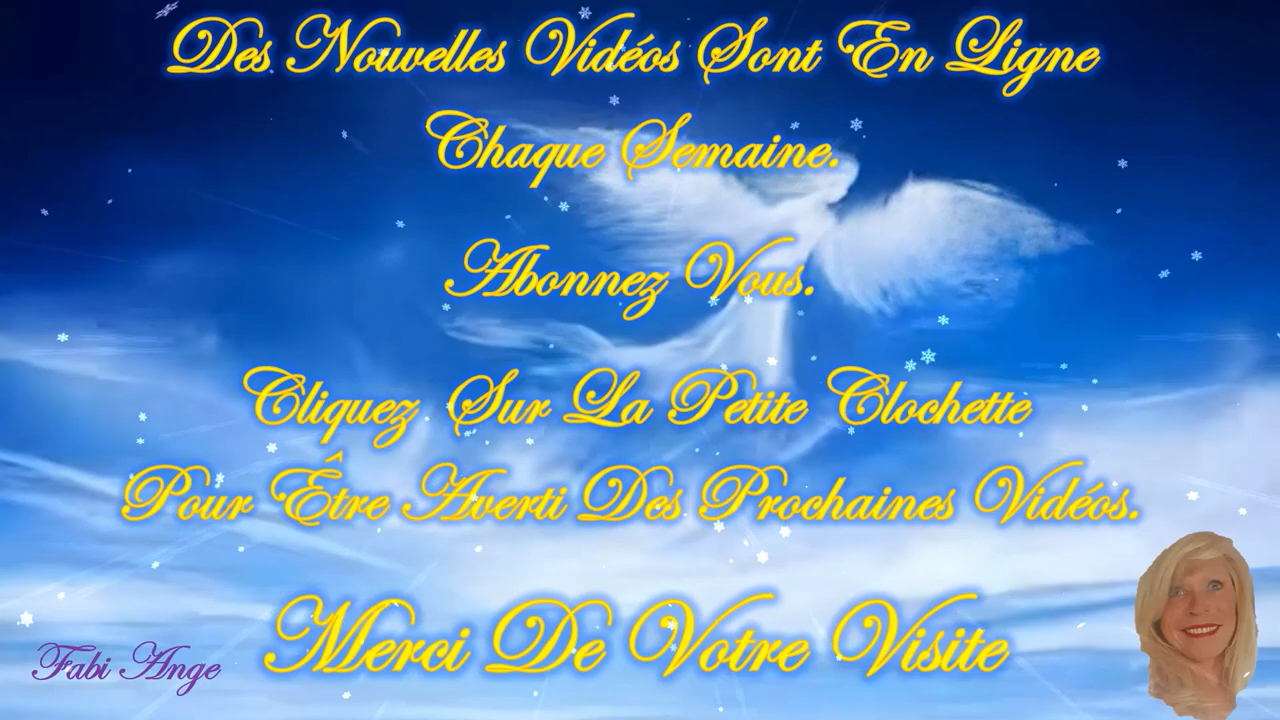 Des Nouvelles Vidéos Sont En Ligne
Chaque Semaine.
Abonnez Vous.
Cliquez Sur La Petite Clochette
Pour Être Averti Des Prochaines Vidéos.
Merci De Votre Visite
Fabi Ange